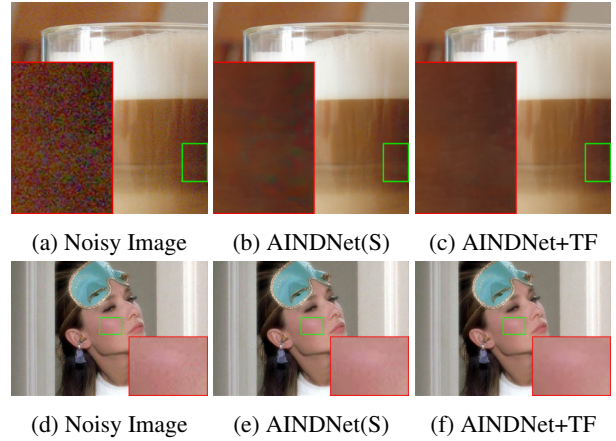 (a) Noisy Image
(b) AINDNet(S)
(c) AINDNet+TF
(d) Noisy Image
(e) AINDNet(S)
(f) AINDNet+TF